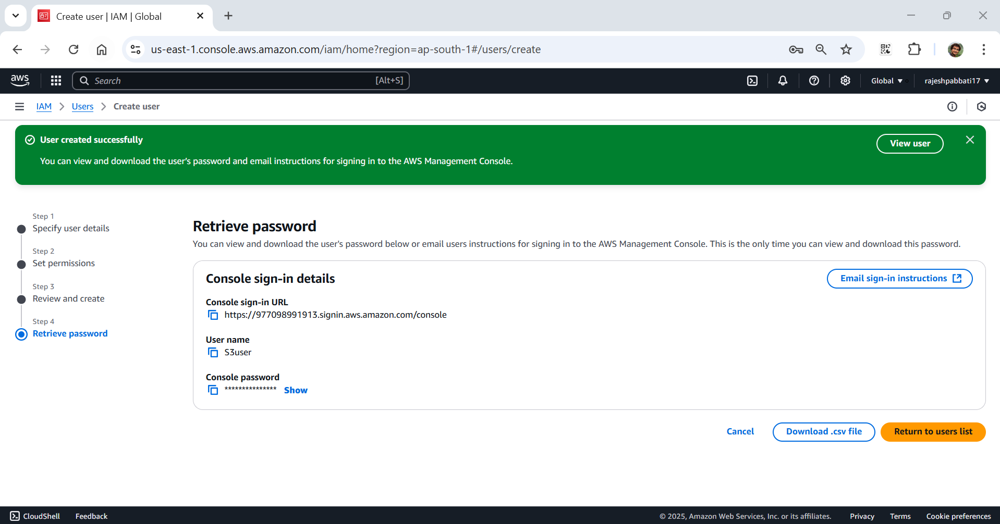 Create user | IAM | Global
us-east-1.console.aws.amazon.com/iam/home?region=ap-south-1#/users/create
aws
Search [Alt+S]
Global
rajeshpabbati17
IAM
Users
Create user
User created successfully
You can view and download the user's password and email instructions for signing in to the AWS Management Console.
View user
Step 1
Specify user details
Step 2
Set permissions
Step 3
Review and create
Step 4
Retrieve password
Retrieve password
You can view and download the user's password below or email users instructions for signing in to the AWS Management Console. This is the only time you can view and download this password.
Console sign-in details
Email sign-in instructions
Console sign-in URL
https://977098991913.signin.aws.amazon.com/console
User name
S3user
Console password
*************** Show
Cancel
Download .csv file
Return to users list
CloudShell
Feedback
© 2025, Amazon Web Services, Inc. or its affiliates.
Privacy
Terms
Cookie preferences